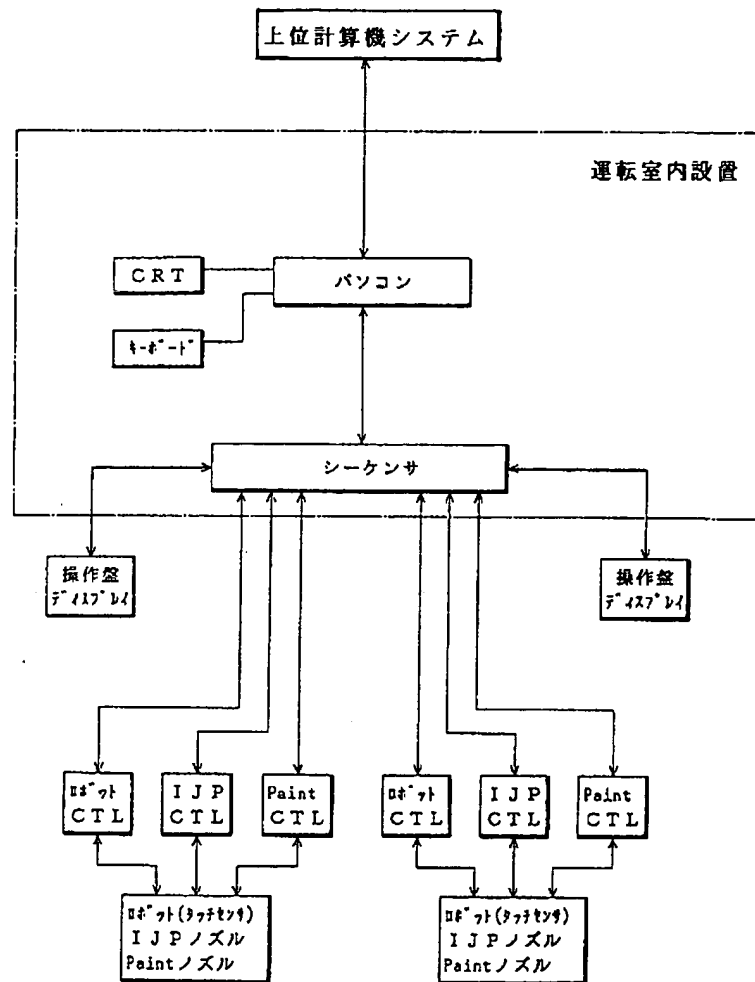 上位計算機システム
運転室内設置
CRT
パソコン
キーボード
シーケンサ
操作盤
ディスプレイ
操作盤
ディスプレイ
ロボット
CTL
IJP
CTL
Paint
CTL
ロボット
CTL
IJP
CTL
Paint
CTL
ロボット(タッチセンサ)
IJPノズル
Paintノズル
ロボット(タッチセンサ)
IJPノズル
Paintノズル